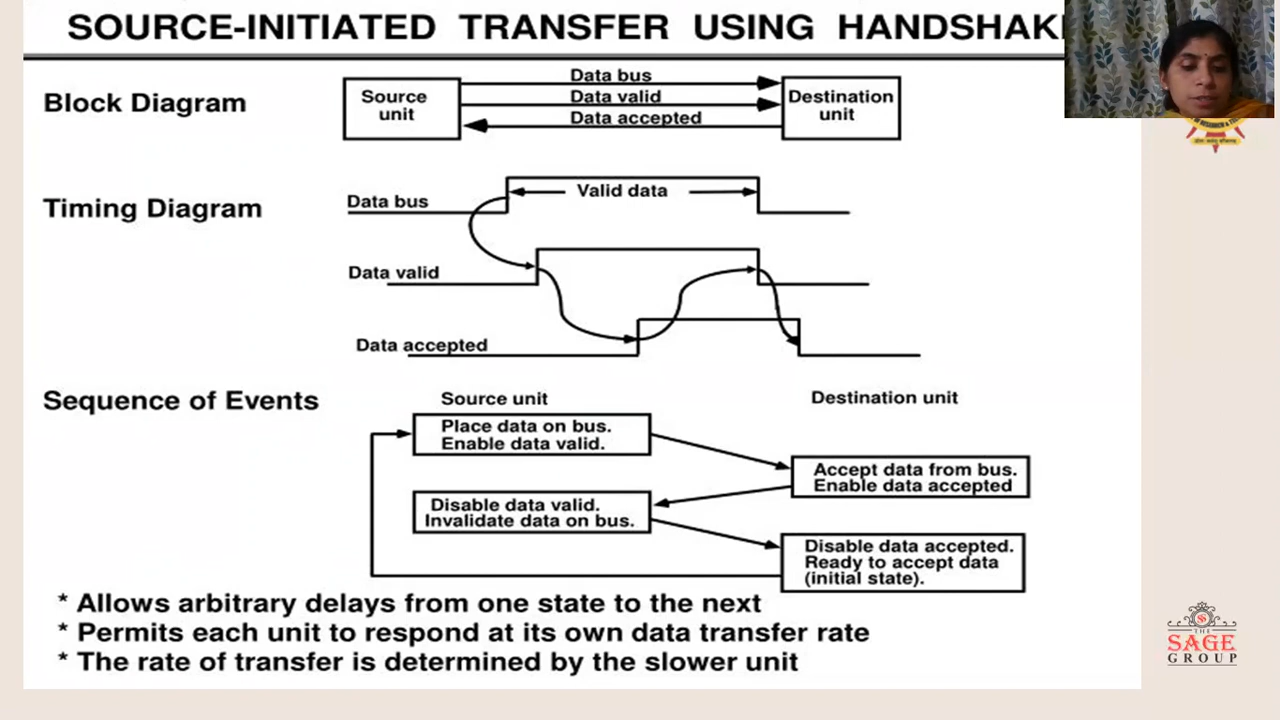 SOURCE-INITIATED TRANSFER USING HANDSHAK
Block Diagram
Source
unit
Data bus
Data valid
Data accepted
Destination
unit
Timing Diagram
Data bus
Valid data
Data valid
Data accepted
Sequence of Events
Source unit
Destination unit
Place data on bus.
Enable data valid.
Accept data from bus.
Enable data accepted
Disable data valid.
Invalidate data on bus.
Disable data accepted.
Ready to accept data
(initial state).
* Allows arbitrary delays from one state to the next
* Permits each unit to respond at its own data transfer rate
* The rate of transfer is determined by the slower unit
THE
SAGE
GROUP